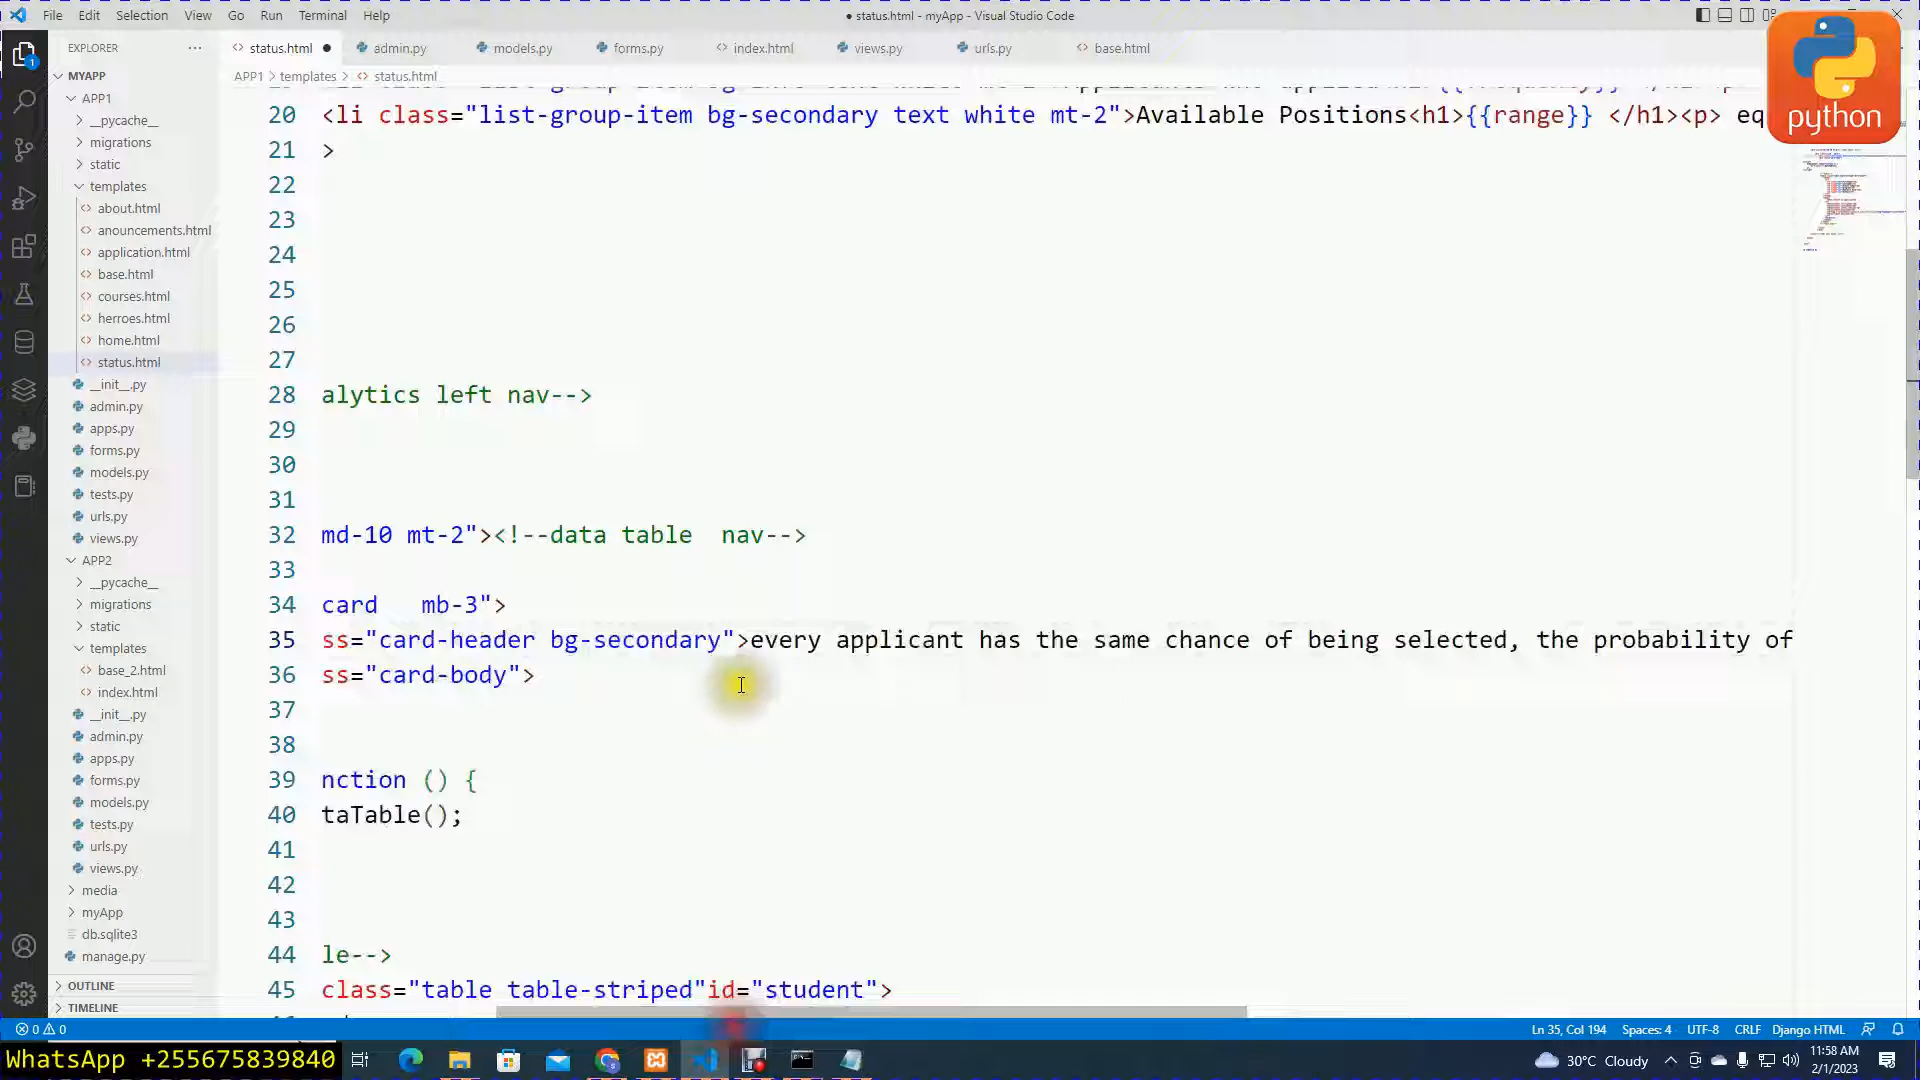 File Edit Selection View Go Run Terminal Help
● status.html - myApp - Visual Studio Code
EXPLORER ···
status.html ●
admin.py
models.py
forms.py
index.html
views.py
urls.py
base.html
python
APP1 > templates > status.html
MYAPP
APP1
__pycache__
migrations
static
templates
about.html
anouncements.html
application.html
base.html
courses.html
herroes.html
home.html
status.html
__init__.py
admin.py
apps.py
forms.py
models.py
tests.py
urls.py
views.py
APP2
__pycache__
migrations
static
templates
base_2.html
index.html
__init__.py
admin.py
apps.py
forms.py
models.py
tests.py
urls.py
views.py
media
myApp
db.sqlite3
manage.py
OUTLINE
TIMELINE
20 <li class="list-group-item bg-secondary text white mt-2">Available Positions<h1>{{range}} </h1><p> eq
21 >
22
23
24
25
26
27
28 alytics left nav-->
29
30
31
32 md-10 mt-2"><!--data table  nav-->
33
34 card   mb-3">
35 ss="card-header bg-secondary">every applicant has the same chance of being selected, the probability of
36 ss="card-body">
37
38
39 nction () {
40 taTable();
41
42
43
44 le-->
45 class="table table-striped"id="student">
0 0
Ln 35, Col 194 Spaces: 4 UTF-8 CRLF Django HTML
WhatsApp +255675839840
30°C Cloudy
11:58 AM
2/1/2023